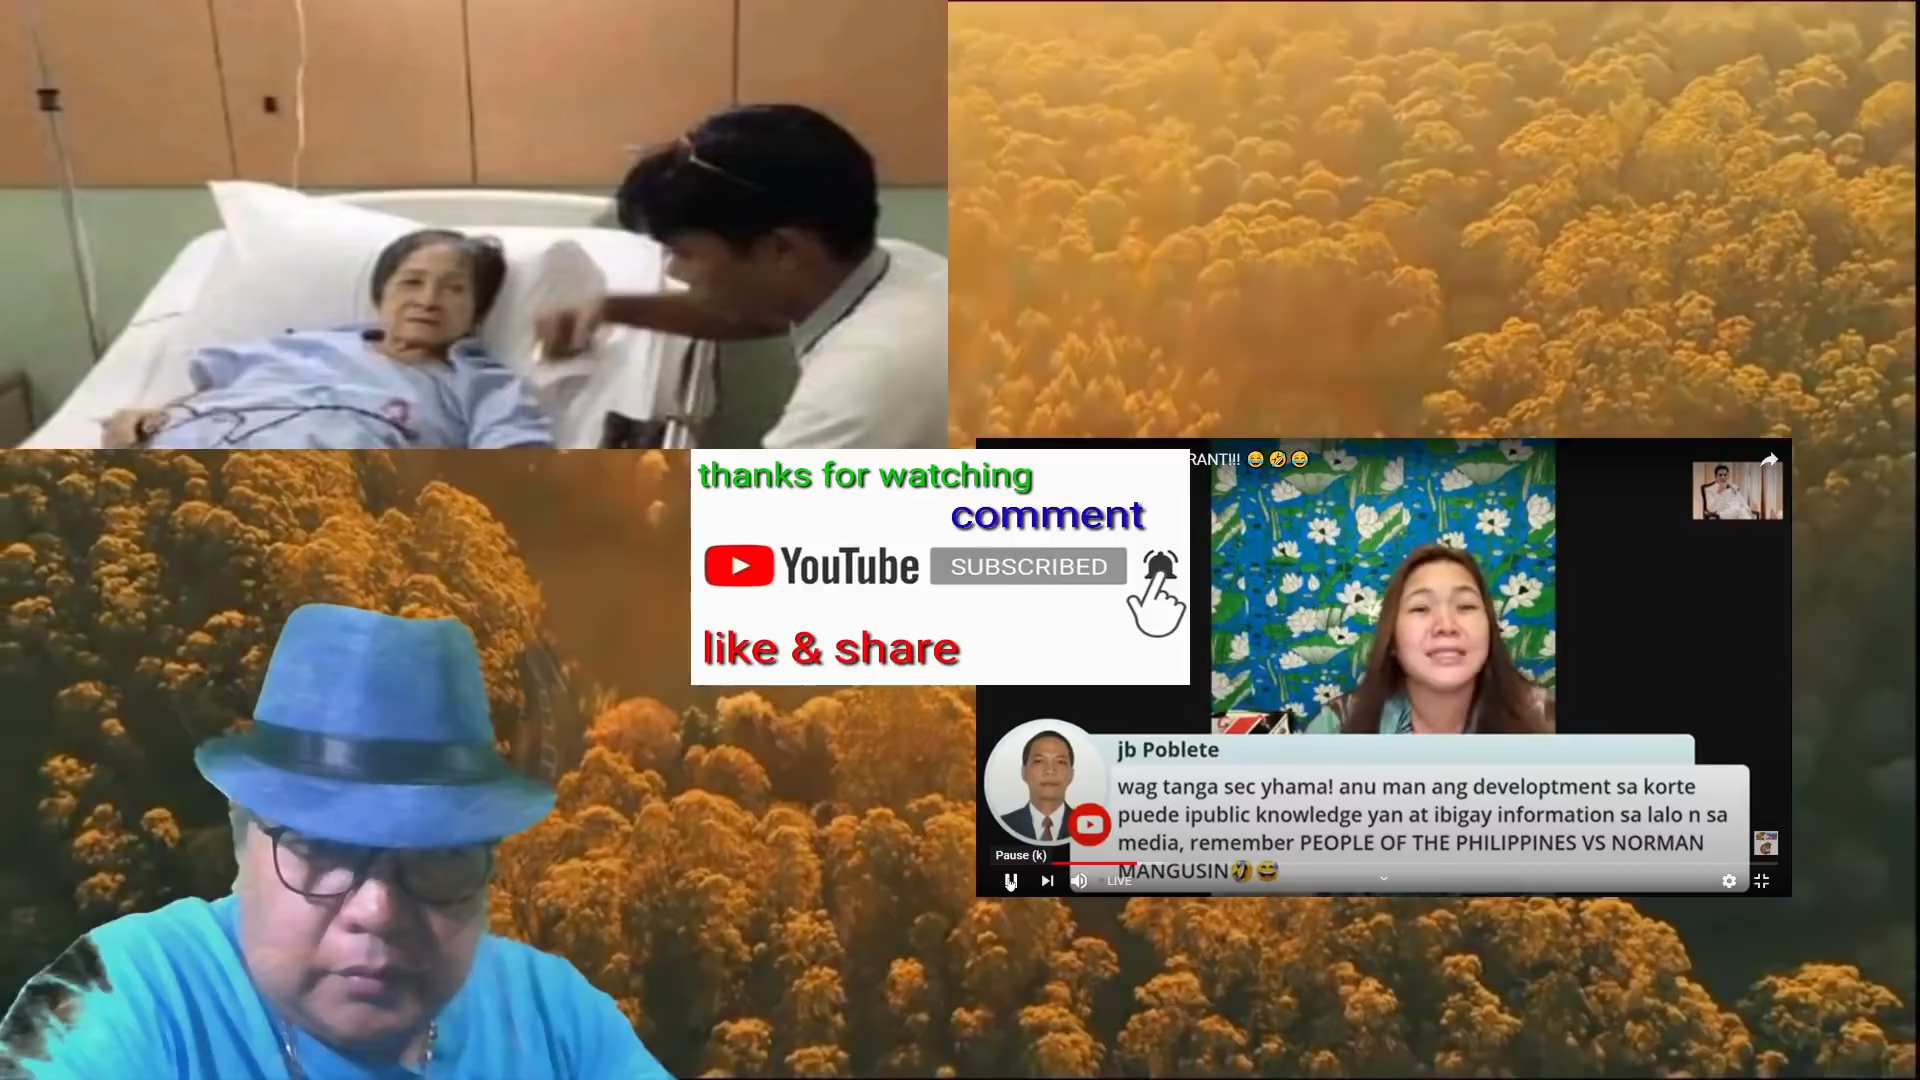 RANT!!! 😂 🤣 😂
thanks for watching
comment
YouTube SUBSCRIBED
like & share
jb Poblete
wag tanga sec yhama! anu man ang developtment sa korte
puede ipublic knowledge yan at ibigay information sa lalo n sa
media, remember PEOPLE OF THE PHILIPPINES VS NORMAN
MANGUSIN🤣😅
Pause (k)
LIVE